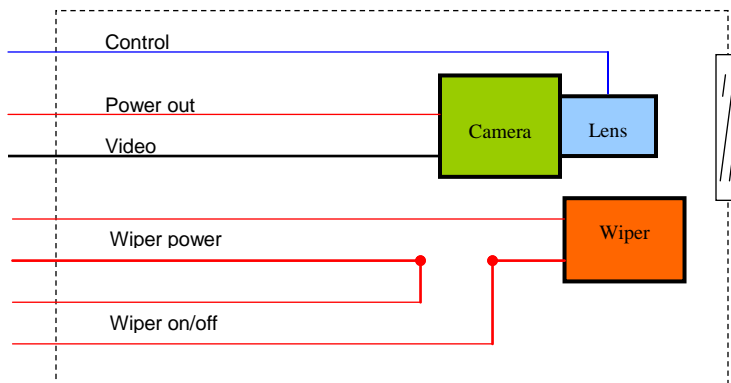 Control
Power out
Camera
Lens
Video
Wiper power
Wiper
Wiper on/off